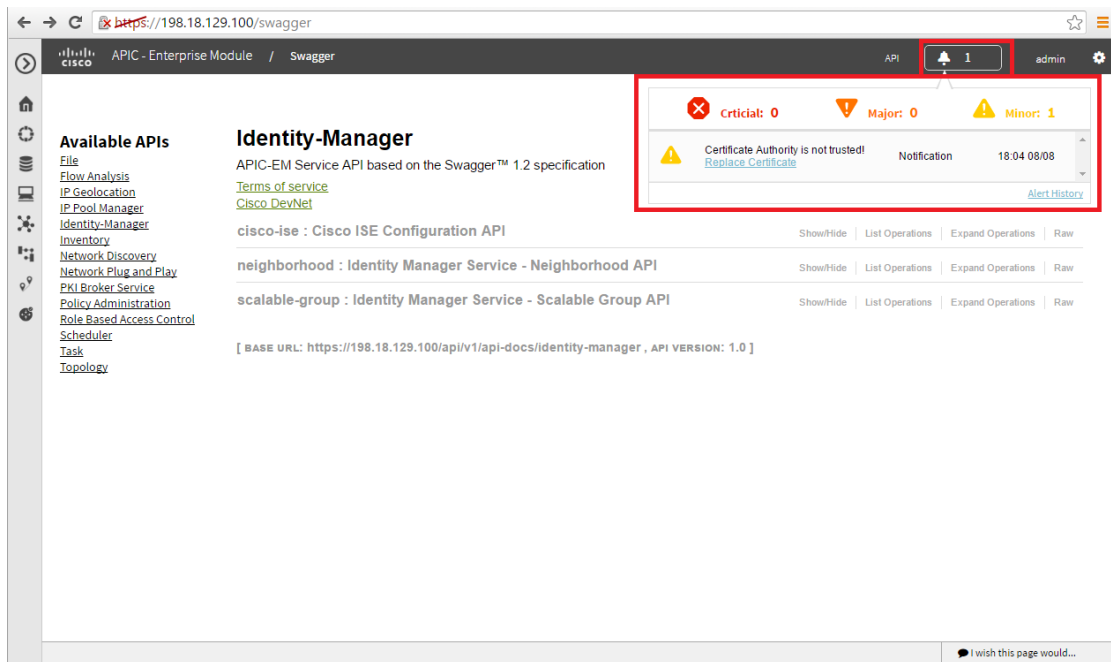 https://198.18.129.100/swagger
cisco APIC - Enterprise Module / Swagger API 1 admin
Crticial: 0 Major: 0 Minor: 1
Certificate Authority is not trusted! Notification 18:04 08/08
Replace Certificate
Alert History
Available APIs
File
Flow Analysis
IP Geolocation
IP Pool Manager
Identity-Manager
Inventory
Network Discovery
Network Plug and Play
PKI Broker Service
Policy Administration
Role Based Access Control
Scheduler
Task
Topology
Identity-Manager
APIC-EM Service API based on the Swagger™ 1.2 specification
Terms of service
Cisco DevNet
cisco-ise : Cisco ISE Configuration API Show/Hide List Operations Expand Operations Raw
neighborhood : Identity Manager Service - Neighborhood API Show/Hide List Operations Expand Operations Raw
scalable-group : Identity Manager Service - Scalable Group API Show/Hide List Operations Expand Operations Raw
[ BASE URL: https://198.18.129.100/api/v1/api-docs/identity-manager , API VERSION: 1.0 ]
I wish this page would...